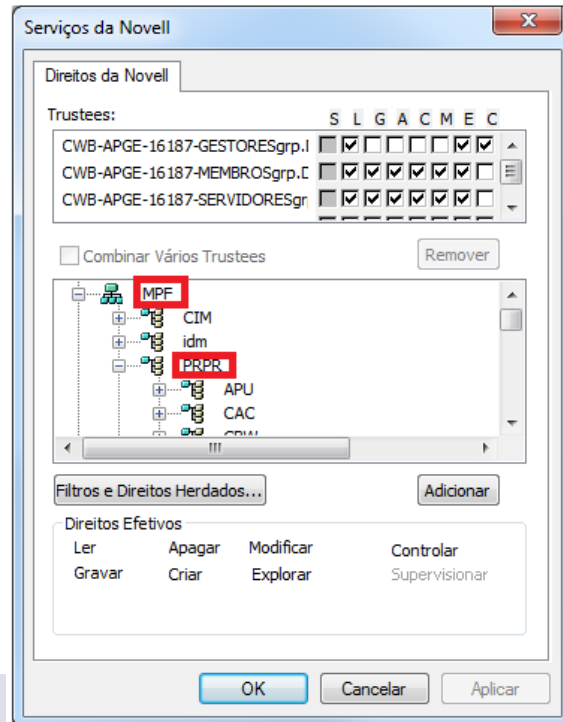 Serviços da Novell
Direitos da Novell
Trustees:
S L G A C M E C
CWB-APGE-16187-GESTORESgrp.I
CWB-APGE-16187-MEMBROSgrp.D
CWB-APGE-16187-SERVIDORESgr
Combinar Vários Trustees
Remover
MPF
CIM
idm
PRPR
APU
CAC
Filtros e Direitos Herdados...
Adicionar
Direitos Efetivos
Ler Apagar Modificar Controlar
Gravar Criar Explorar Supervisionar
OK Cancelar Aplicar